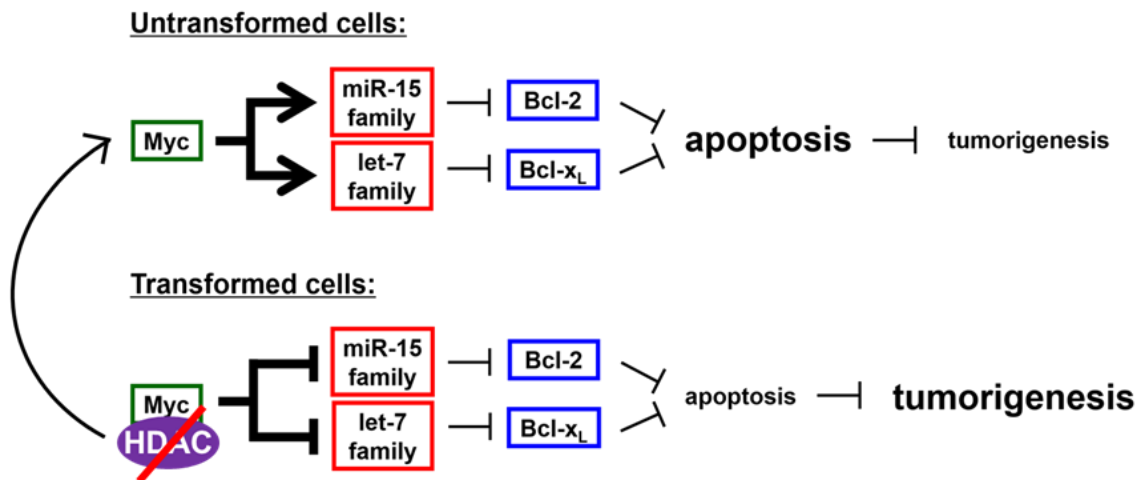 Untransformed cells:
miR-15
family
Bcl-2
Myc
apoptosis
tumorigenesis
let-7
family
Bcl-xL
Transformed cells:
miR-15
family
Bcl-2
Myc
HDAC
apoptosis
tumorigenesis
let-7
family
Bcl-xL